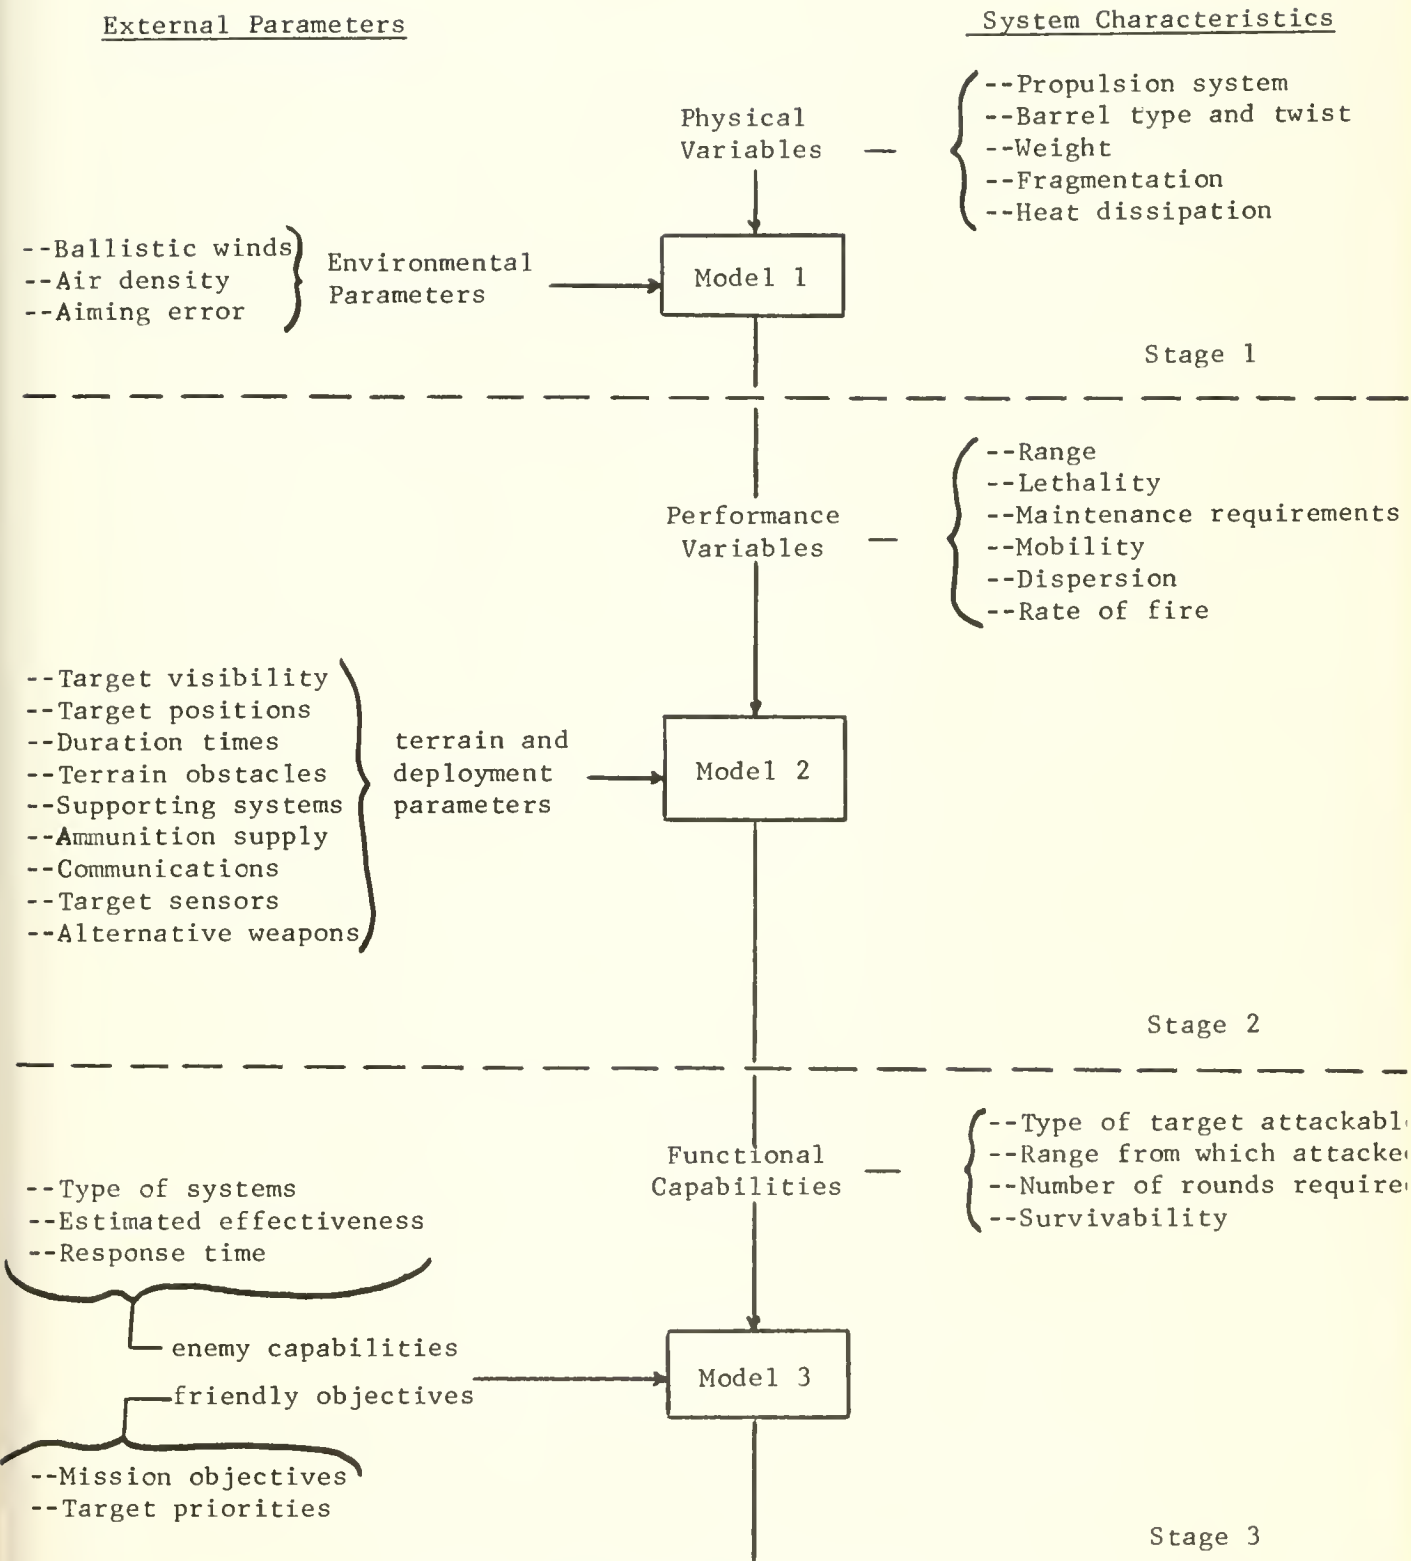 External Parameters
System Characteristics
Physical
Variables —
--Propulsion system
--Barrel type and twist
--Weight
--Fragmentation
--Heat dissipation
--Ballistic winds
--Air density
--Aiming error
Environmental
Parameters
Model 1
Stage 1
Performance
Variables —
--Range
--Lethality
--Maintenance requirements
--Mobility
--Dispersion
--Rate of fire
--Target visibility
--Target positions
--Duration times
--Terrain obstacles
--Supporting systems
--Ammunition supply
--Communications
--Target sensors
--Alternative weapons
terrain and
deployment
parameters
Model 2
Stage 2
Functional
Capabilities —
--Type of target
--Range from which
--Number of rounds
--Survivability
--Type of systems
--Estimated effectiveness
--Response time
enemy capabilities
friendly objectives
Model 3
--Mission objectives
--Target priorities
Stage 3